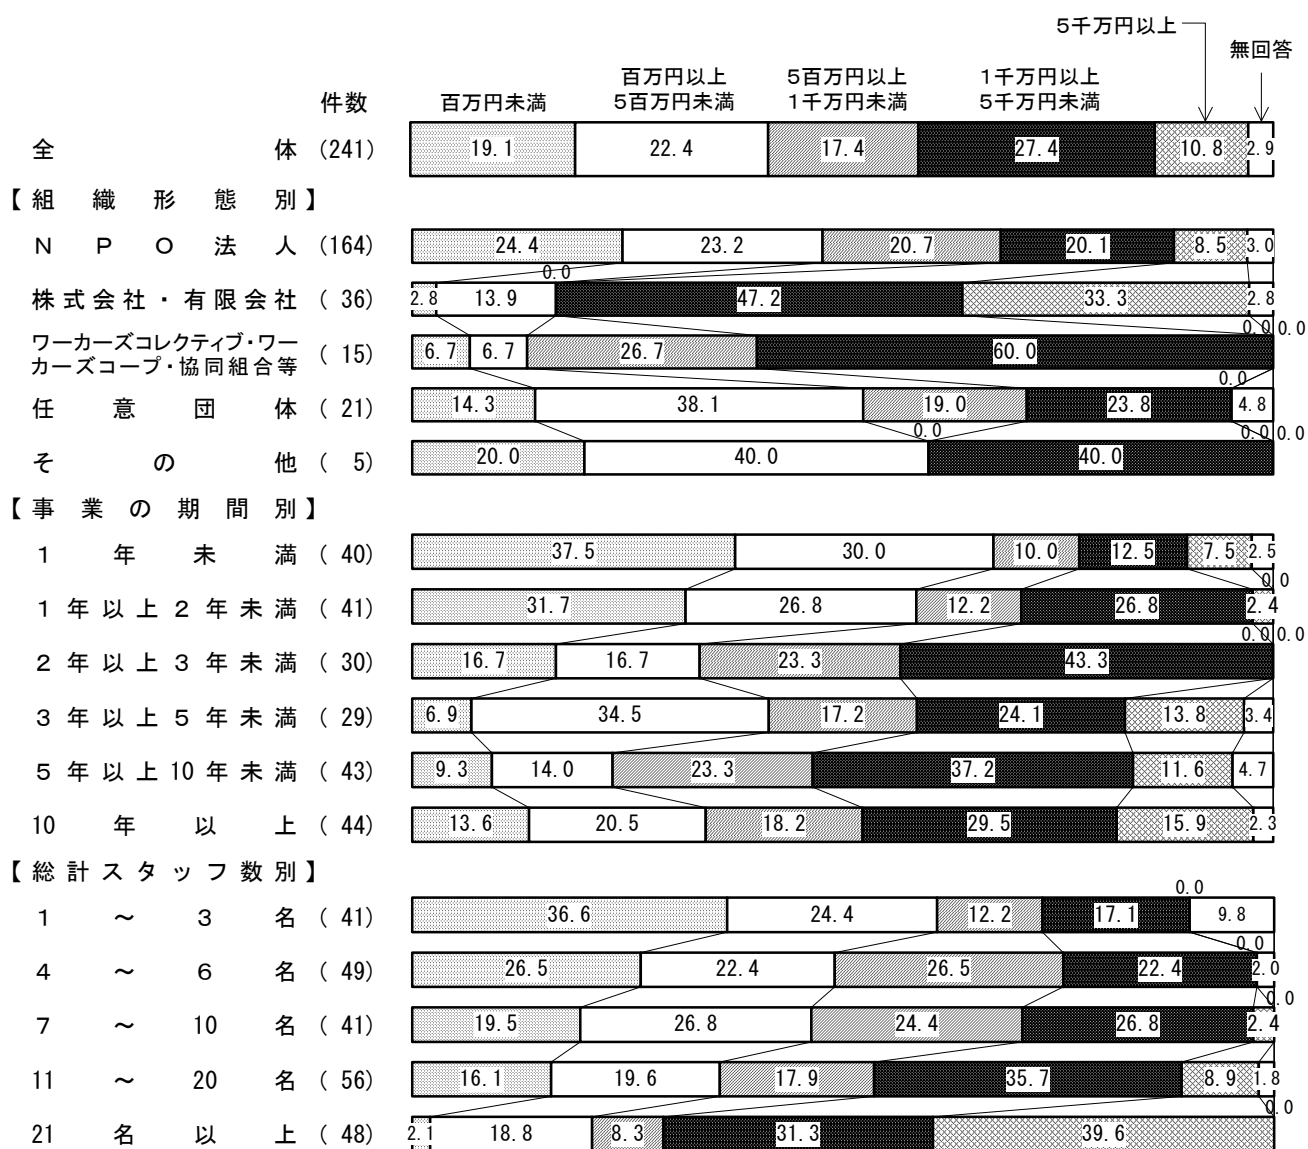 ５千万円以上
無回答
百万円以上 ５百万円以上 １千万円以上
件数 百万円未満 ５百万円未満 １千万円未満 ５千万円未満
全体 (241) 19.1 22.4 17.4 27.4 10.8 2.9
【組織形態別】
ＮＰＯ法人 (164) 24.4 23.2 20.7 20.1 8.5 3.0
0.0
株式会社・有限会社 ( 36) 2.8 13.9 47.2 33.3 2.8
0.0 0.0
ワーカーズコレクティブ・ワー
カーズコープ・協同組合等 ( 15) 6.7 6.7 26.7 60.0
0.0
任意団体 ( 21) 14.3 38.1 19.0 23.8 4.8
0.0 0.0 0.0
その他 ( 5) 20.0 40.0 40.0
【事業の期間別】
１年未満 ( 40) 37.5 30.0 10.0 12.5 7.5 2.5
0.0
１年以上２年未満 ( 41) 31.7 26.8 12.2 26.8 2.4
0.0 0.0
２年以上３年未満 ( 30) 16.7 16.7 23.3 43.3
３年以上５年未満 ( 29) 6.9 34.5 17.2 24.1 13.8 3.4
５年以上10年未満 ( 43) 9.3 14.0 23.3 37.2 11.6 4.7
10年以上 ( 44) 13.6 20.5 18.2 29.5 15.9 2.3
【総計スタッフ数別】
0.0
１～３名 ( 41) 36.6 24.4 12.2 17.1 9.8
0.0
４～６名 ( 49) 26.5 22.4 26.5 22.4 2.0
0.0
７～10名 ( 41) 19.5 26.8 24.4 26.8 2.4
11～20名 ( 56) 16.1 19.6 17.9 35.7 8.9 1.8
0.0
21名以上 ( 48) 2.1 18.8 8.3 31.3 39.6